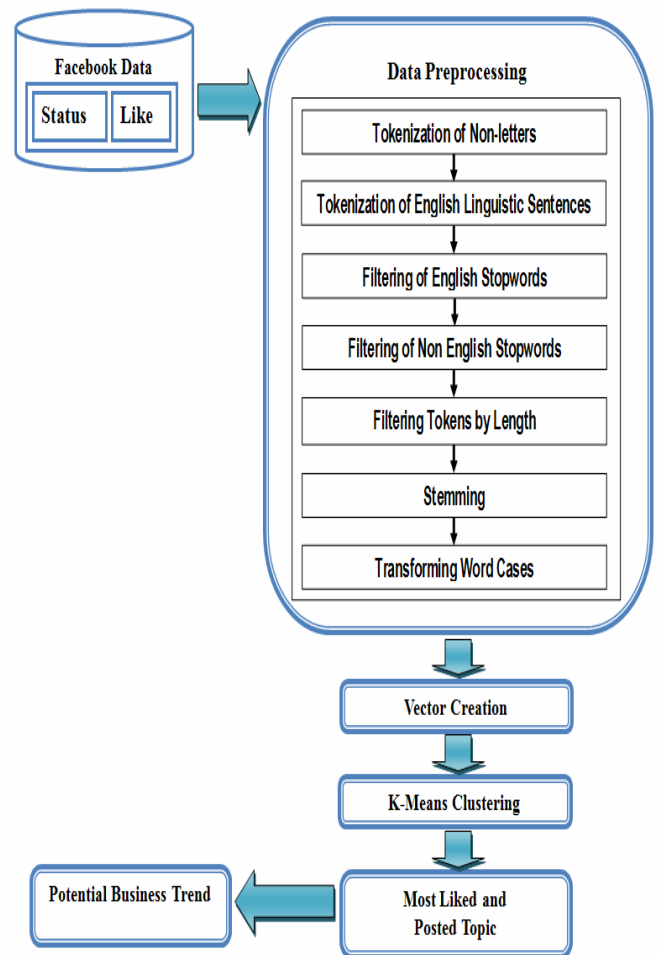 Facebook Data
Status
Like
Data Preprocessing
Tokenization of Non-letters
Tokenization of English Linguistic Sentences
Filtering of English Stopwords
Filtering of Non English Stopwords
Filtering Tokens by Length
Stemming
Transforming Word Cases
Vector Creation
K-Means Clustering
Most Liked and
Posted Topic
Potential Business Trend